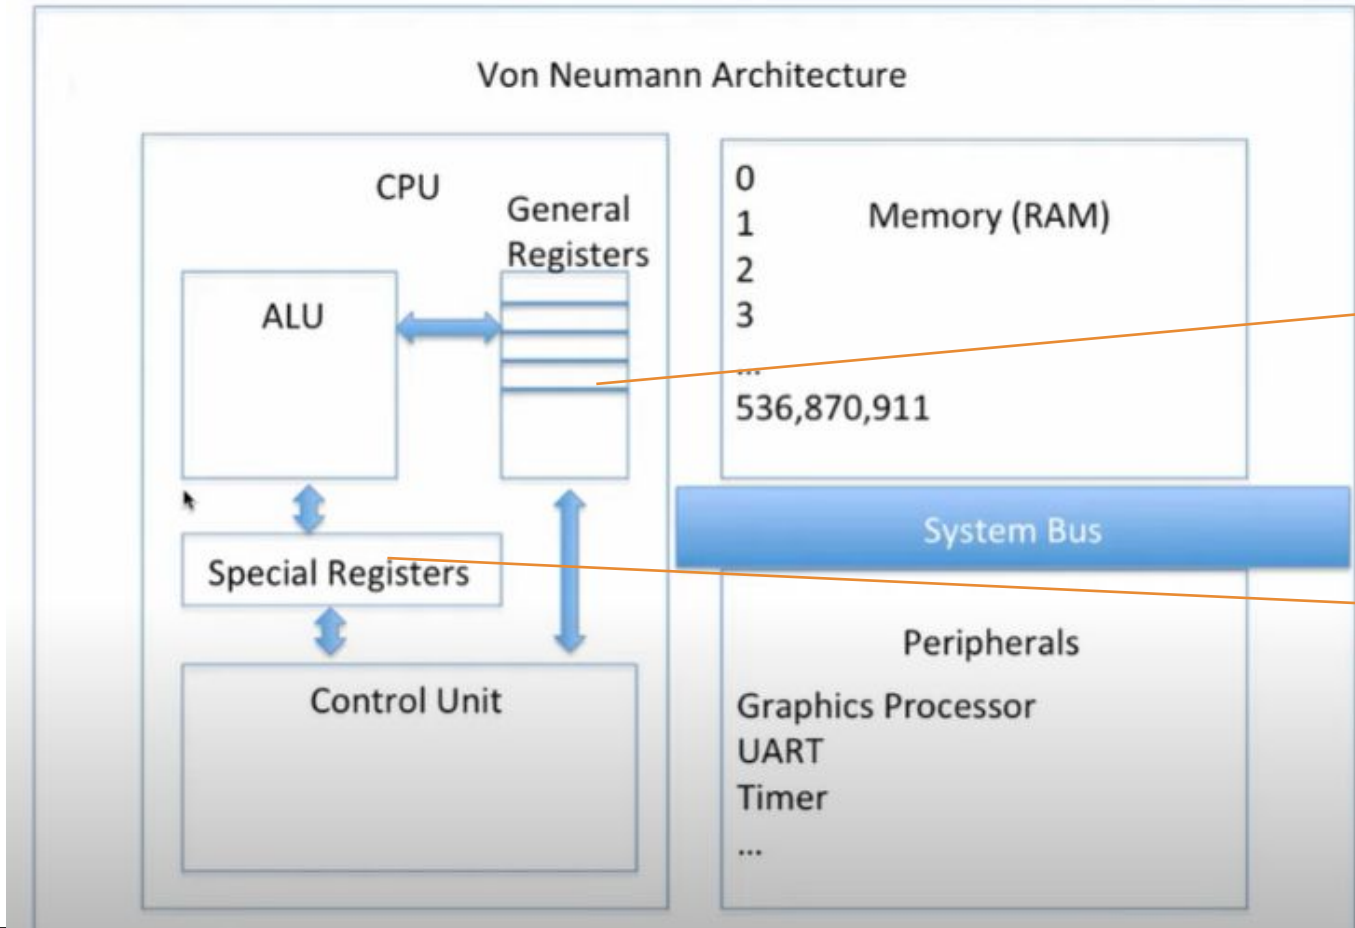 Von Neumann Architecture
CPU
General
Registers
ALU
Special Registers
Control Unit
0
1
2
3
...
536,870,911
Memory (RAM)
System Bus
Peripherals
Graphics Processor
UART
Timer
...